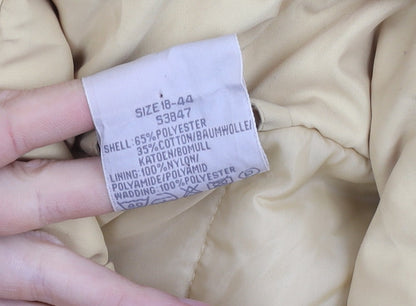 SIZE 18-44
S3847
SHELL: 65%POLYESTER
35%COTTON/BAUMWOLLE/
KATOEN BOMULL
LINING: 100%NYLON/
POLYAMIDE/POLYAMID
WADDING 100%POLYESTER